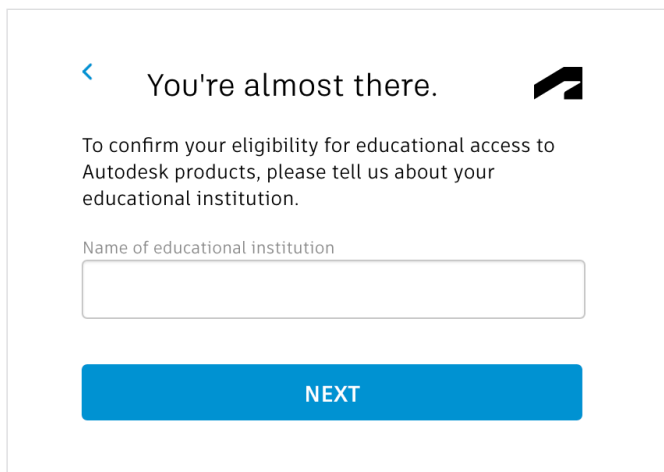 You're almost there.
To confirm your eligibility for educational access to
Autodesk products, please tell us about your
educational institution.
Name of educational institution
NEXT